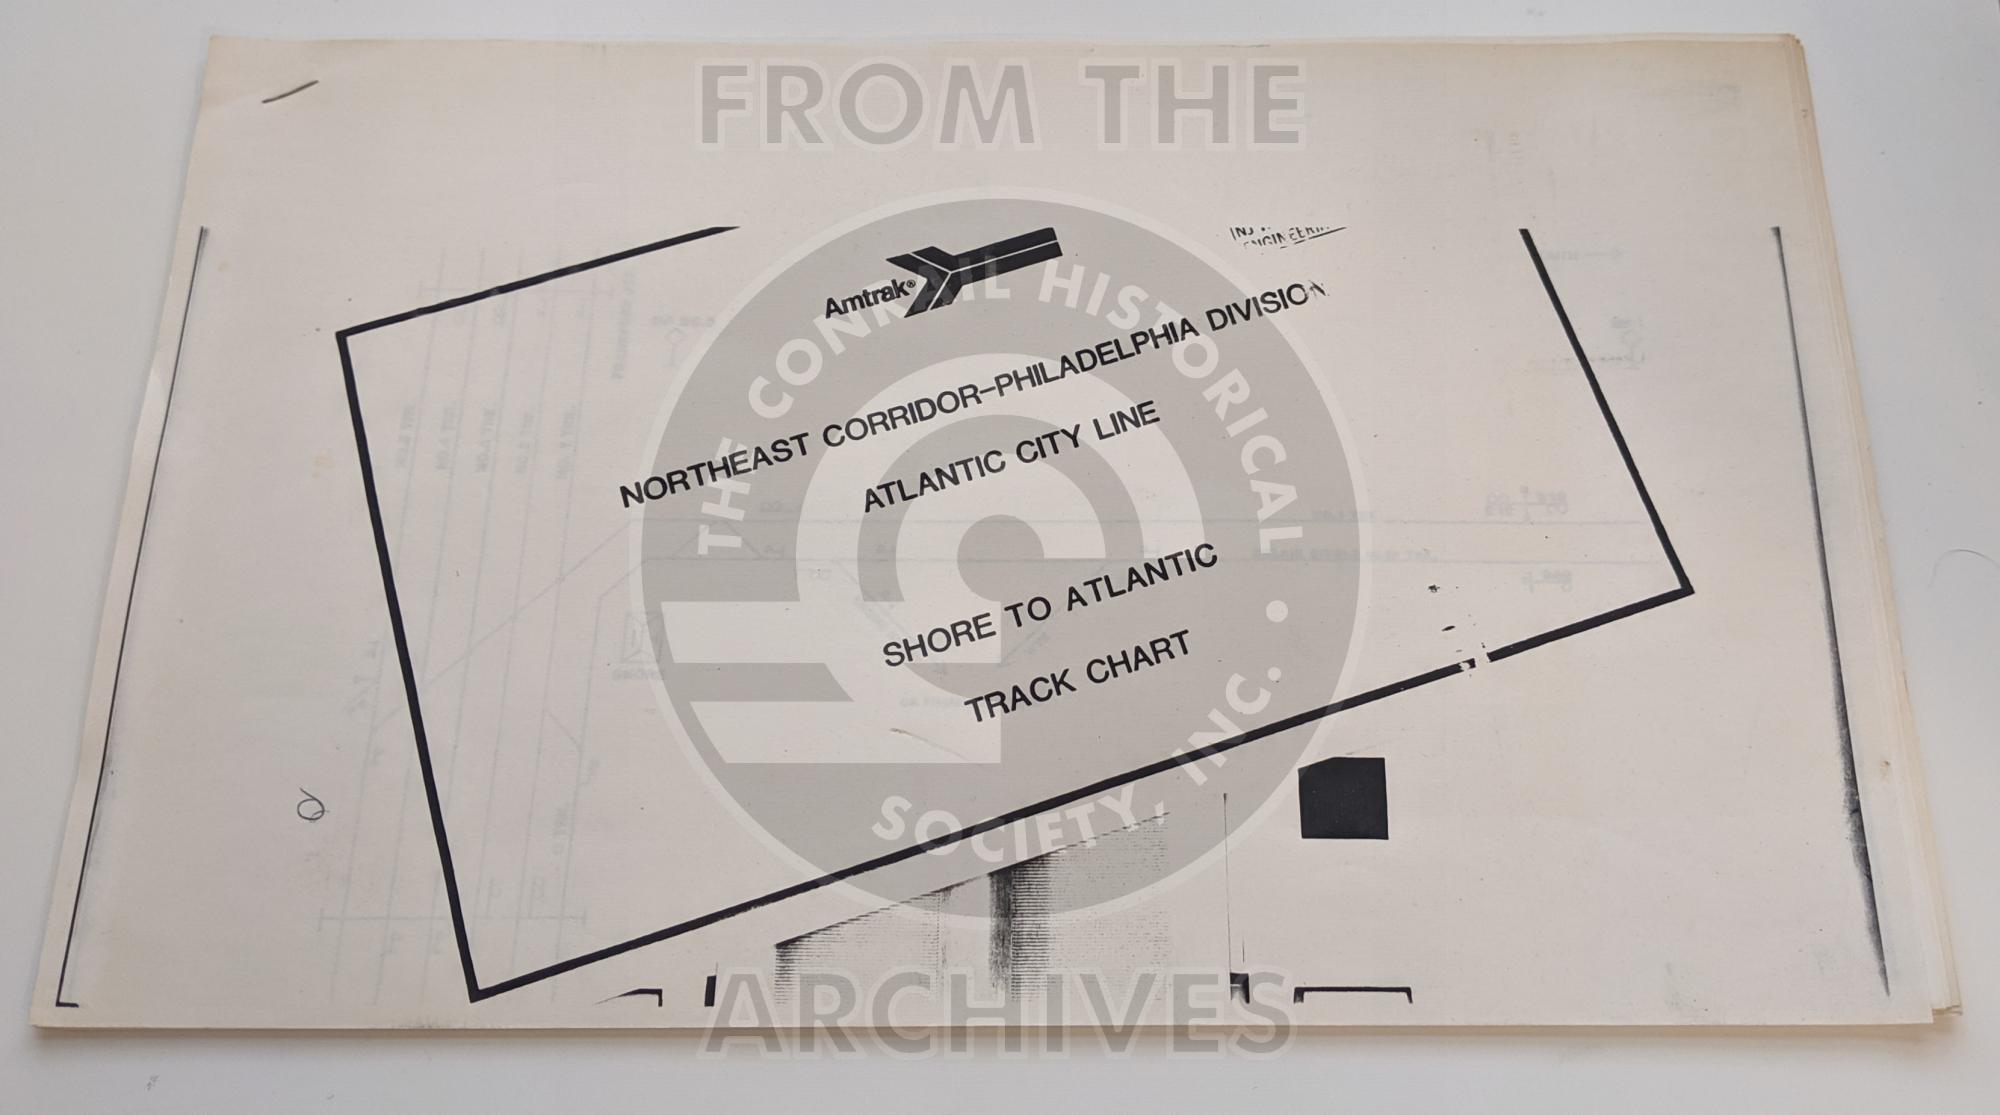 FROM THE
Amtrak®
NORTHEAST CORRIDOR–PHILADELPHIA DIVISION
ATLANTIC CITY LINE
SHORE TO ATLANTIC
TRACK CHART
THE CONRAIL HISTORICAL SOCIETY, INC.
ARCHIVES